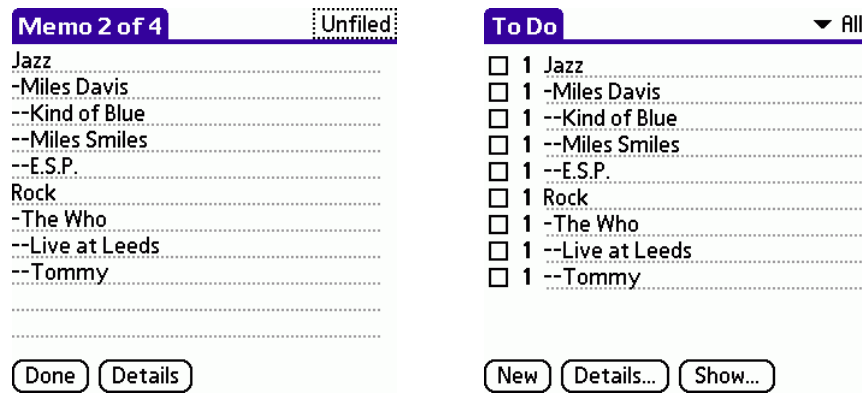 Memo 2 of 4 Unfiled
Jazz
-Miles Davis
--Kind of Blue
--Miles Smiles
--E.S.P.
Rock
-The Who
--Live at Leeds
--Tommy
Done Details
To Do All
1 Jazz
1 -Miles Davis
1 --Kind of Blue
1 --Miles Smiles
1 --E.S.P.
1 Rock
1 -The Who
1 --Live at Leeds
1 --Tommy
New Details... Show...